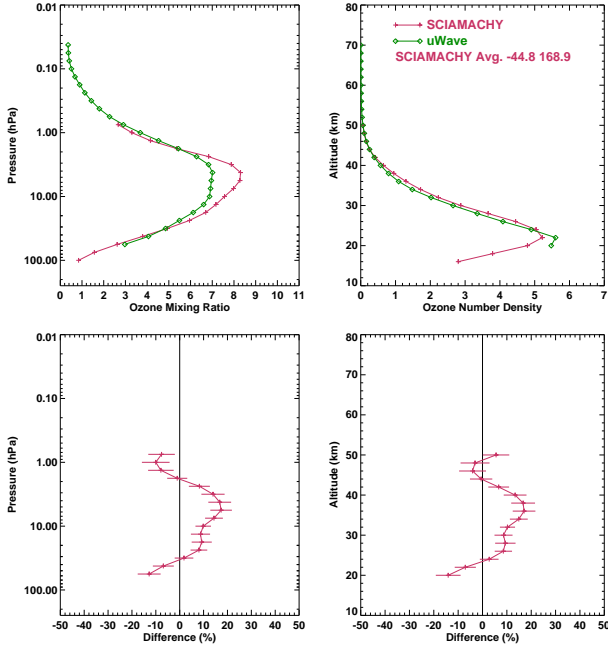 0.01
0.10
1.00
10.00
100.00
Pressure (hPa)
0 1 2 3 4 5 6 7 8 9 10 11
Ozone Mixing Ratio
80
70
60
50
40
30
20
10
Altitude (km)
SCIAMACHY
uWave
SCIAMACHY Avg. -44.8 168.9
0 1 2 3 4 5 6 7
Ozone Number Density
0.01
0.10
1.00
10.00
100.00
Pressure (hPa)
-50 -40 -30 -20 -10 0 10 20 30 40 50
Difference (%)
80
70
60
50
40
30
20
10
Altitude (km)
-50 -40 -30 -20 -10 0 10 20 30 40 50
Difference (%)